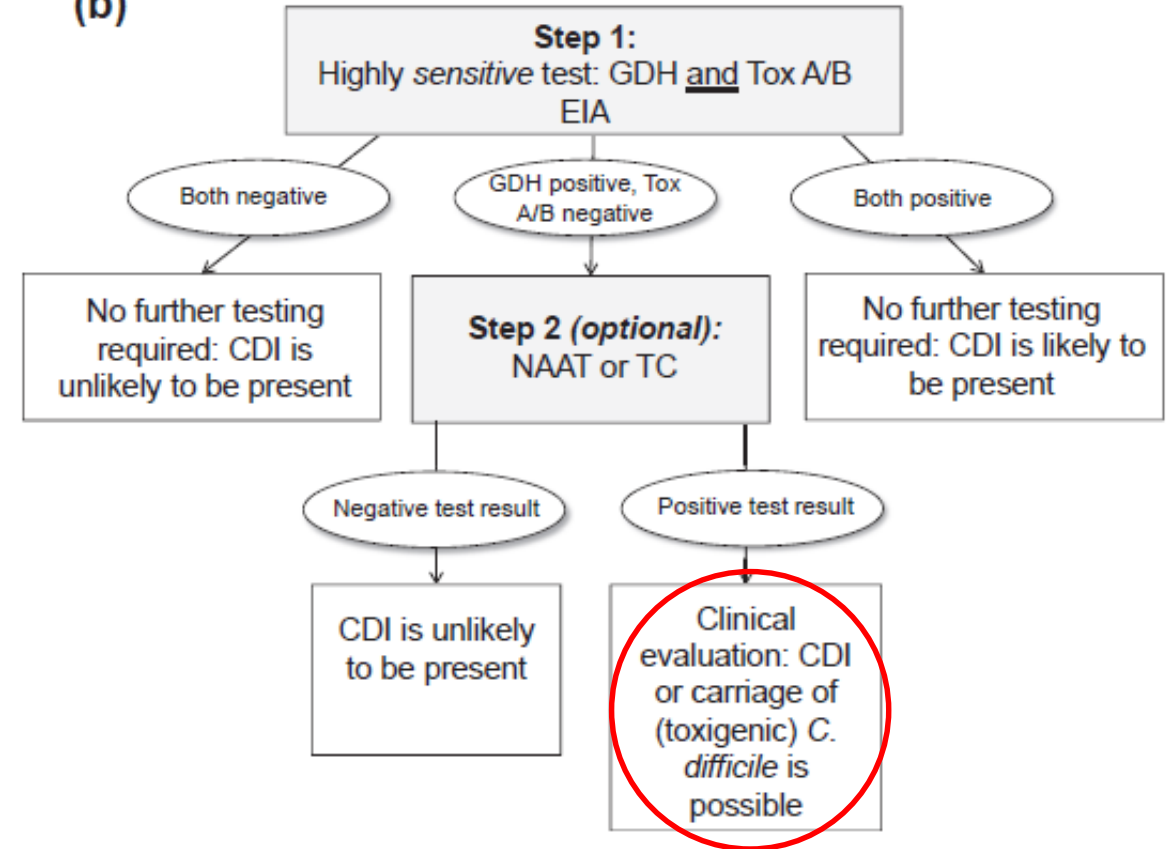 (b)
Step 1:
Highly sensitive test: GDH and Tox A/B
EIA
Both negative
GDH positive, Tox
A/B negative
Both positive
No further testing
required: CDI is
unlikely to be present
Step 2 (optional):
NAAT or TC
No further testing
required: CDI is likely to
be present
Negative test result
Positive test result
CDI is unlikely
to be present
Clinical
evaluation: CDI
or carriage of
(toxigenic) C.
difficile is
possible